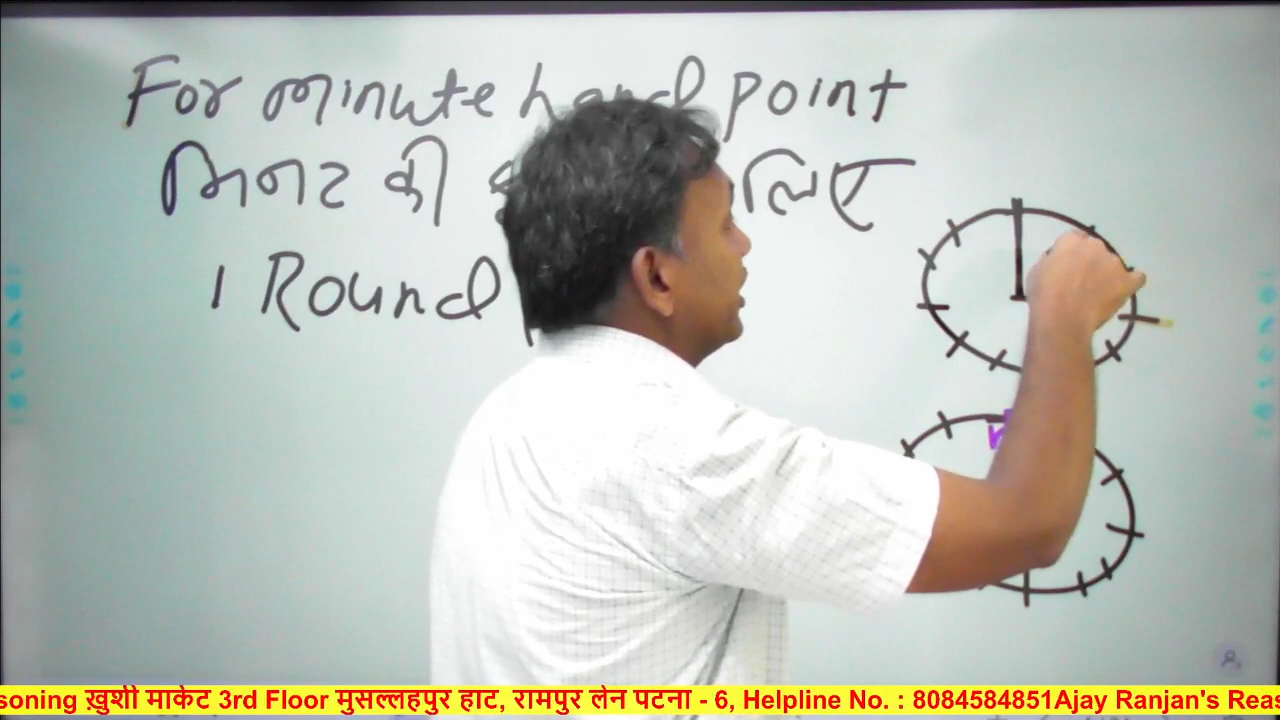 For minute hand point
मिनट की लिए
1 Round
soning ख़ुशी मार्केट 3rd Floor मुसल्लहपुर हाट, रामपुर लेन पटना - 6, Helpline No. : 8084584851Ajay Ranjan's Reas